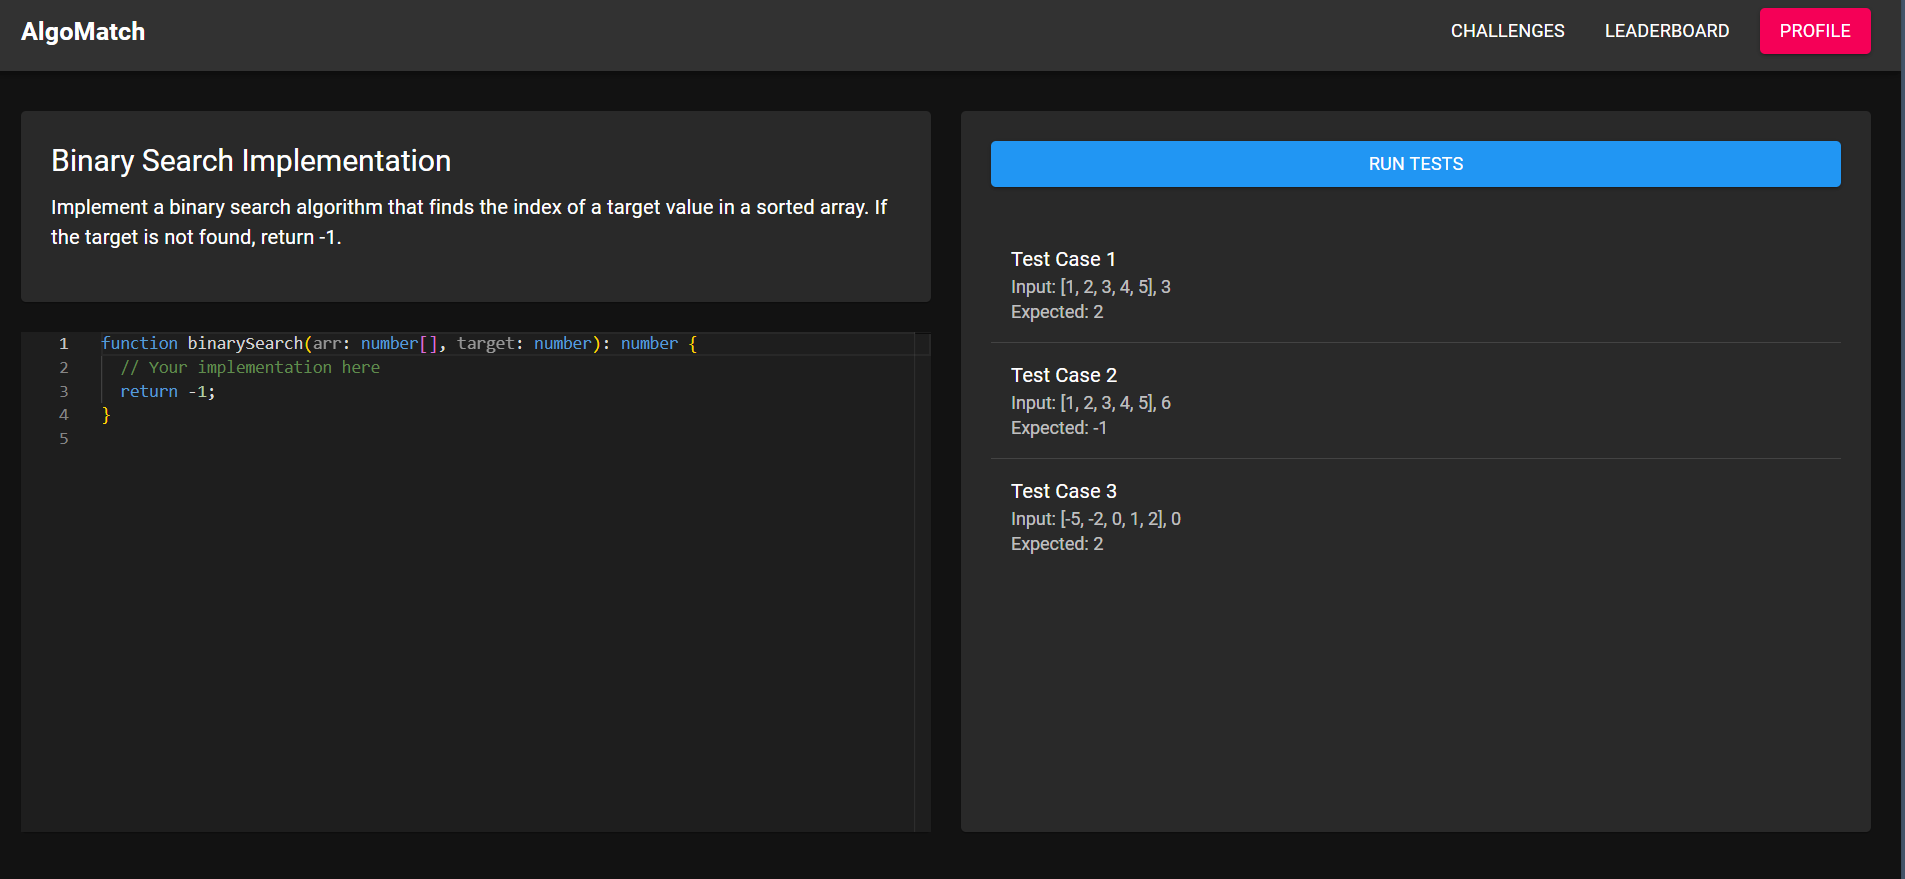 AlgoMatch
CHALLENGES
LEADERBOARD
PROFILE
Binary Search Implementation
Implement a binary search algorithm that finds the index of a target value in a sorted array. If
the target is not found, return -1.
1 function binarySearch(arr: number[], target: number): number {
2   // Your implementation here
3   return -1;
4 }
5
RUN TESTS
Test Case 1
Input: [1, 2, 3, 4, 5], 3
Expected: 2
Test Case 2
Input: [1, 2, 3, 4, 5], 6
Expected: -1
Test Case 3
Input: [-5, -2, 0, 1, 2], 0
Expected: 2